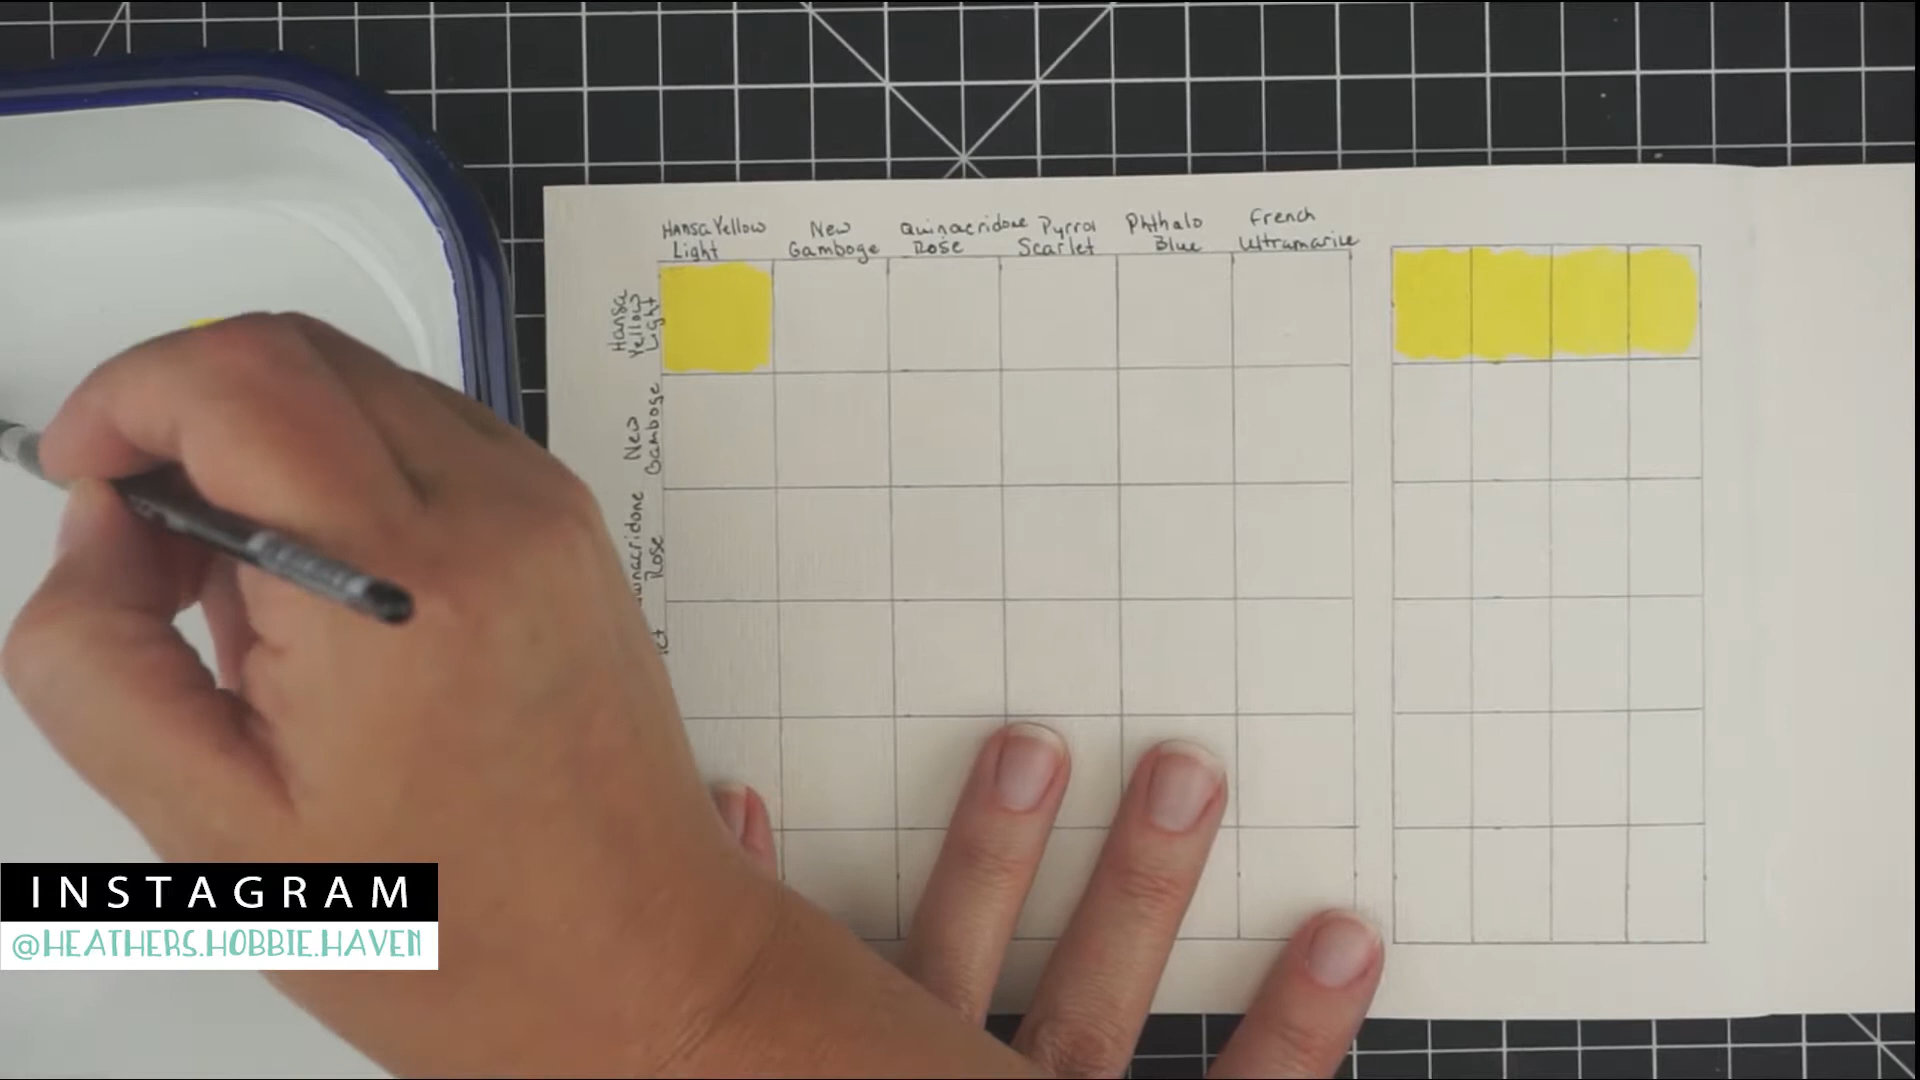 Hansa Yellow
Light
New
Gamboge
Quinacridone
Rose
Pyrrol
Scarlet
Phthalo
Blue
French
Ultramarine
Hansa
Yellow
Light
New
Gamboge
Rose
INSTAGRAM
@HEATHERS.HOBBIE.HAVEN